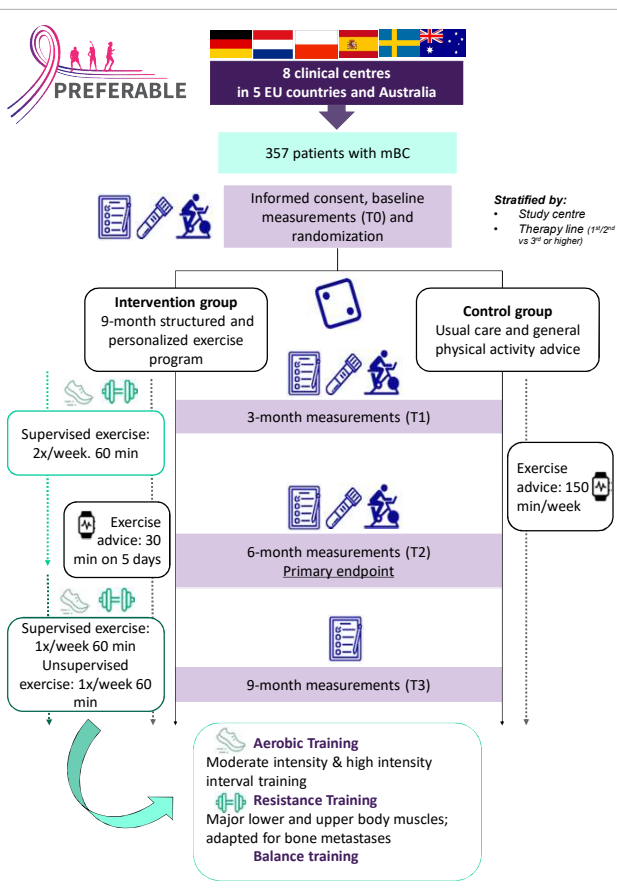 PREFERABLE
8 clinical centres
in 5 EU countries and Australia
357 patients with mBC
Informed consent, baseline
measurements (T0) and
randomization
Stratified by:
• Study centre
• Therapy line (1st/2nd
vs 3rd or higher)
Intervention group
9-month structured and
personalized exercise
program
Control group
Usual care and general
physical activity advice
3-month measurements (T1)
Supervised exercise:
2x/week. 60 min
Exercise
advice: 150
min/week
Exercise
advice: 30
min on 5 days
6-month measurements (T2)
Primary endpoint
Supervised exercise:
1x/week 60 min
Unsupervised
exercise: 1x/week 60
min
9-month measurements (T3)
Aerobic Training
Moderate intensity & high intensity
interval training
Resistance Training
Major lower and upper body muscles;
adapted for bone metastases
Balance training